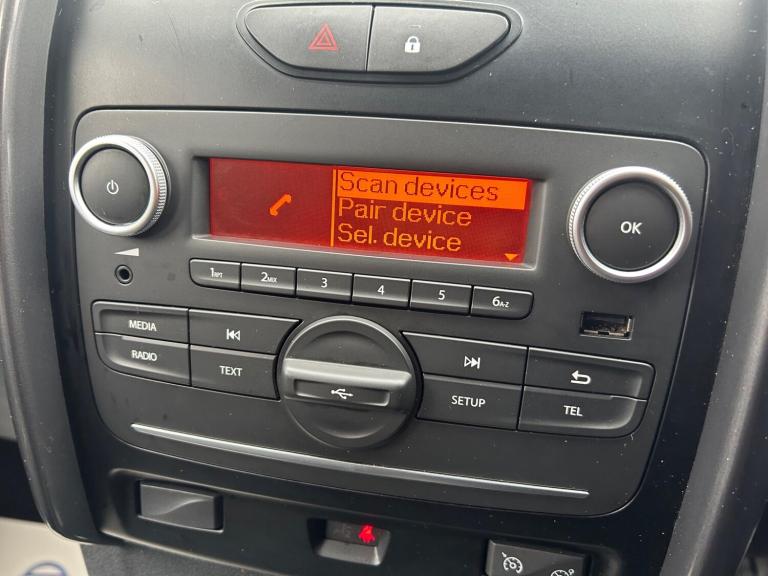 Scan devices
Pair device
Sel. device
OK
1RPT
2MIX
3
4
5
6A-Z
MEDIA
RADIO
TEXT
SETUP
TEL